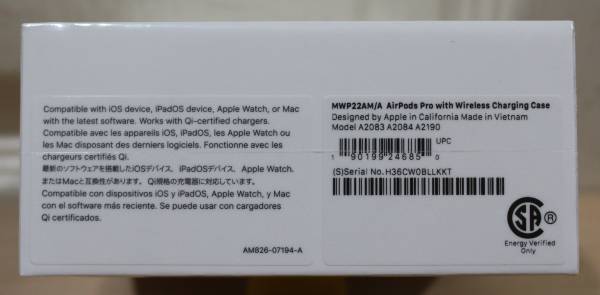 Compatible with iOS device, iPadOS device, Apple Watch, or Mac
with the latest software. Works with Qi-certified chargers.
Compatible avec les appareils iOS, iPadOS, les Apple Watch ou
les Mac disposant des derniers logiciels. Fonctionne avec les
chargeurs certifiés Qi.
最新のソフトウェアを搭載したiOSデバイス、iPadOSデバイス、Apple Watch、
またはMacと互換性があります。Qi規格の充電器に対応しています。
Compatible con dispositivos iOS y iPadOS, Apple Watch, y Mac
con el software más reciente. Se puede usar con cargadores
Qi certificados.
AM826-07194-A
MWP22AM/A AirPods Pro with Wireless Charging Case
Designed by Apple in California Made in Vietnam
Model A2083 A2084 A2190
UPC
1 90199 24685 0
(S)Serial No. H36CW0BLLKKT
SA
®
Energy Verified
Only